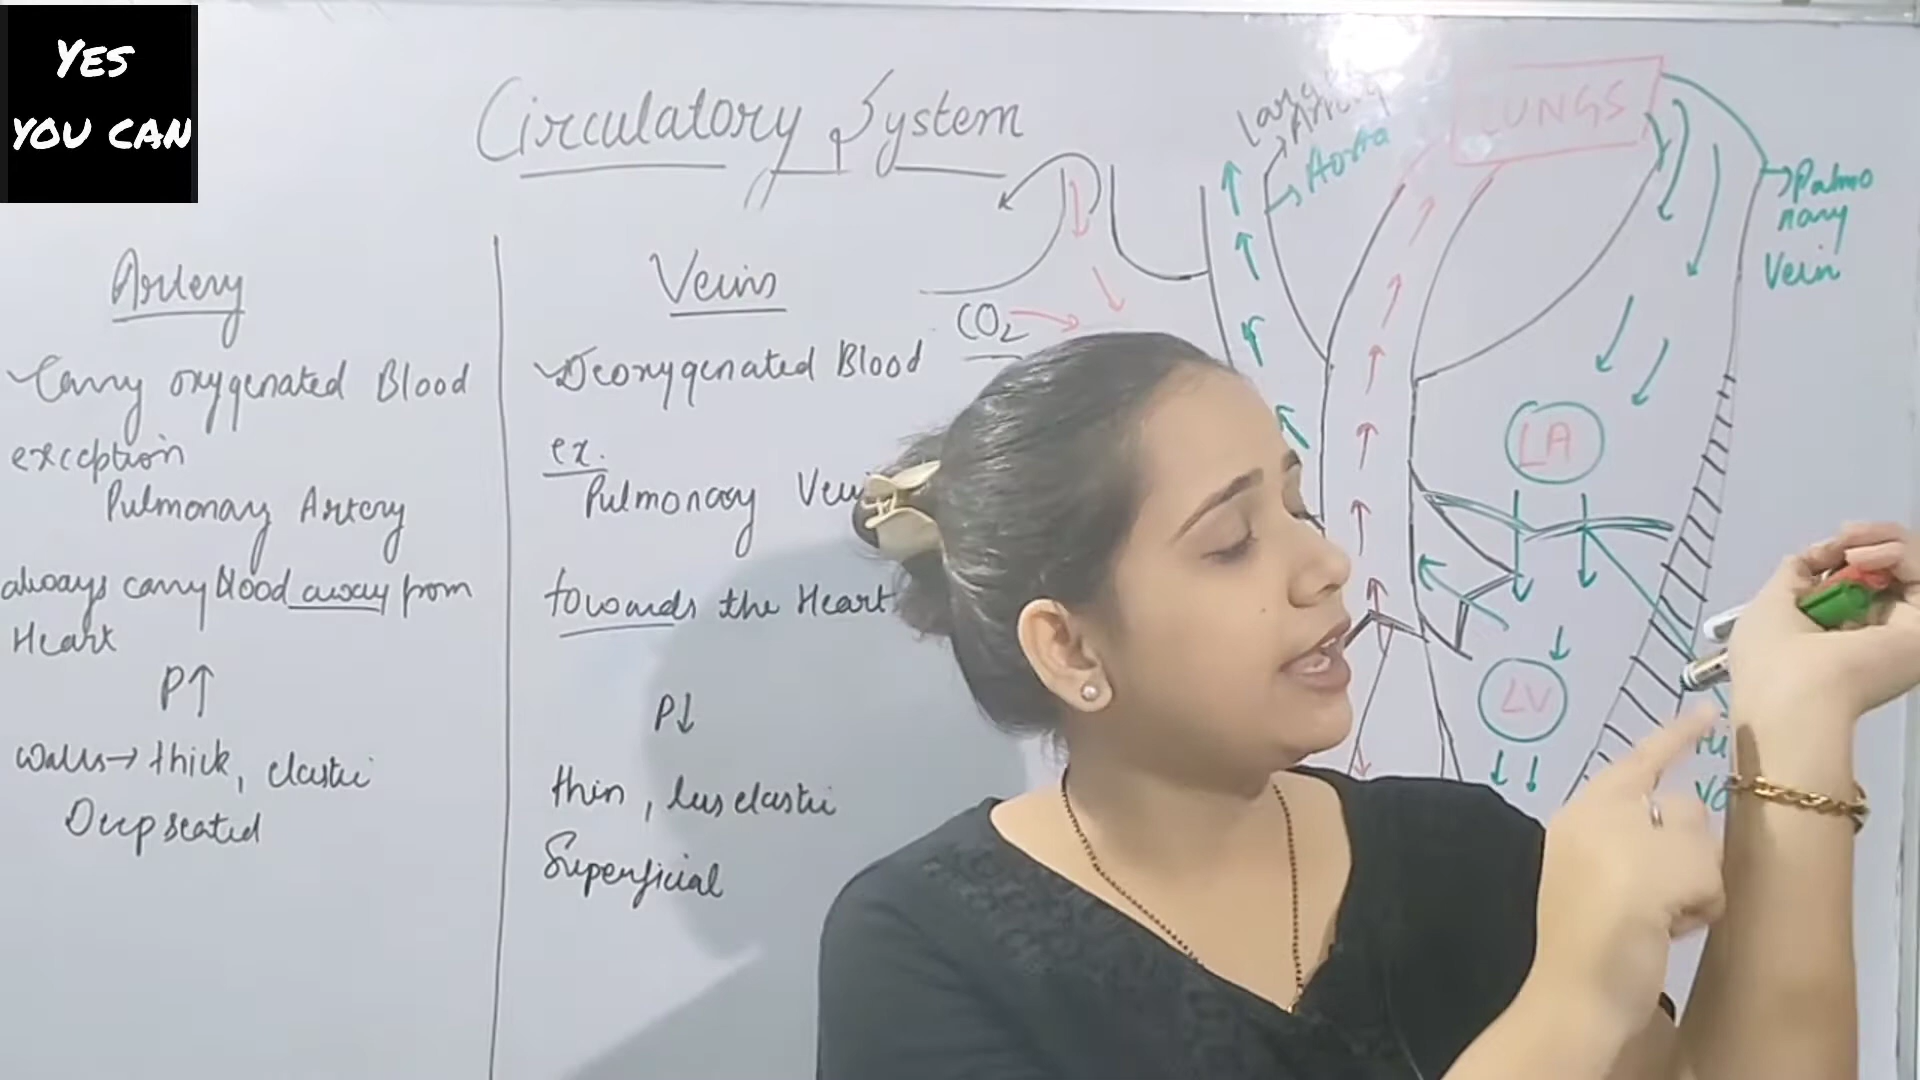 YES
YOU CAN
Circulatory System
Artery
Carry oxygenated Blood
exception
Pulmonary Artery
always carry blood away from
Heart
P↑
walls→ thick, elastic
Deep seated
Veins
Deoxygenated Blood
ex.
Pulmonary
towards the Heart
P↓
thin, less elastic
Superficial
CO2
Aorta
LUNGS
Pulmo
nary
Vein
LA
LV